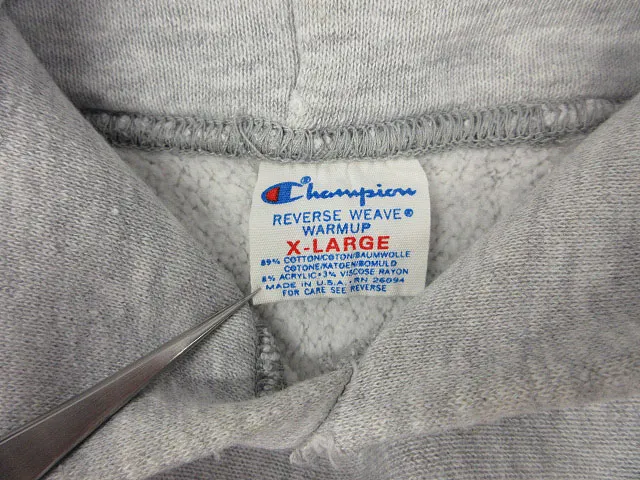 Champion
REVERSE WEAVE®
WARMUP
X-LARGE
89% COTTON/COTON/BAUMWOLLE
COTONE/KATOEN/BOMULD
8% ACRYLIC•3% VISCOSE RAYON
MADE IN U.S.A., RN 26094
FOR CARE SEE REVERSE